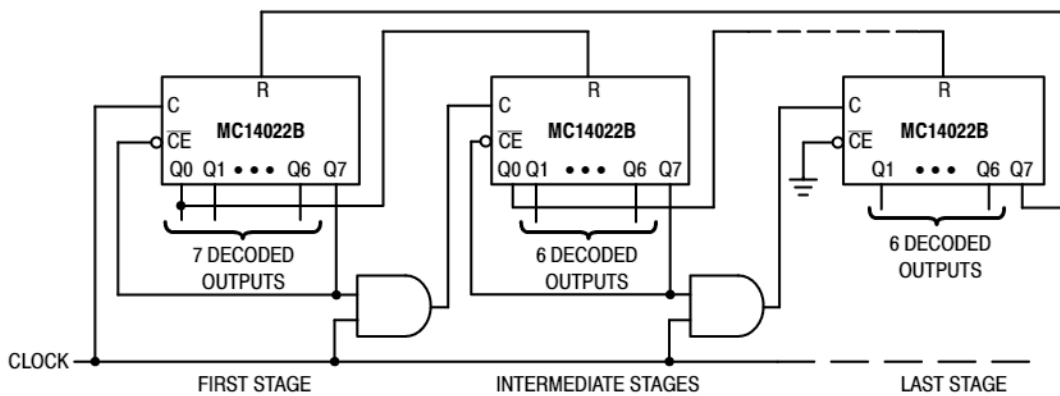 R
C
MC14022B
CE
Q0 Q1 ••• Q6 Q7
7 DECODED
OUTPUTS
R
C
MC14022B
CE
Q0 Q1 ••• Q6 Q7
6 DECODED
OUTPUTS
R
C
MC14022B
CE
Q1 ••• Q6 Q7
6 DECODED
OUTPUTS
CLOCK
FIRST STAGE
INTERMEDIATE STAGES
LAST STAGE